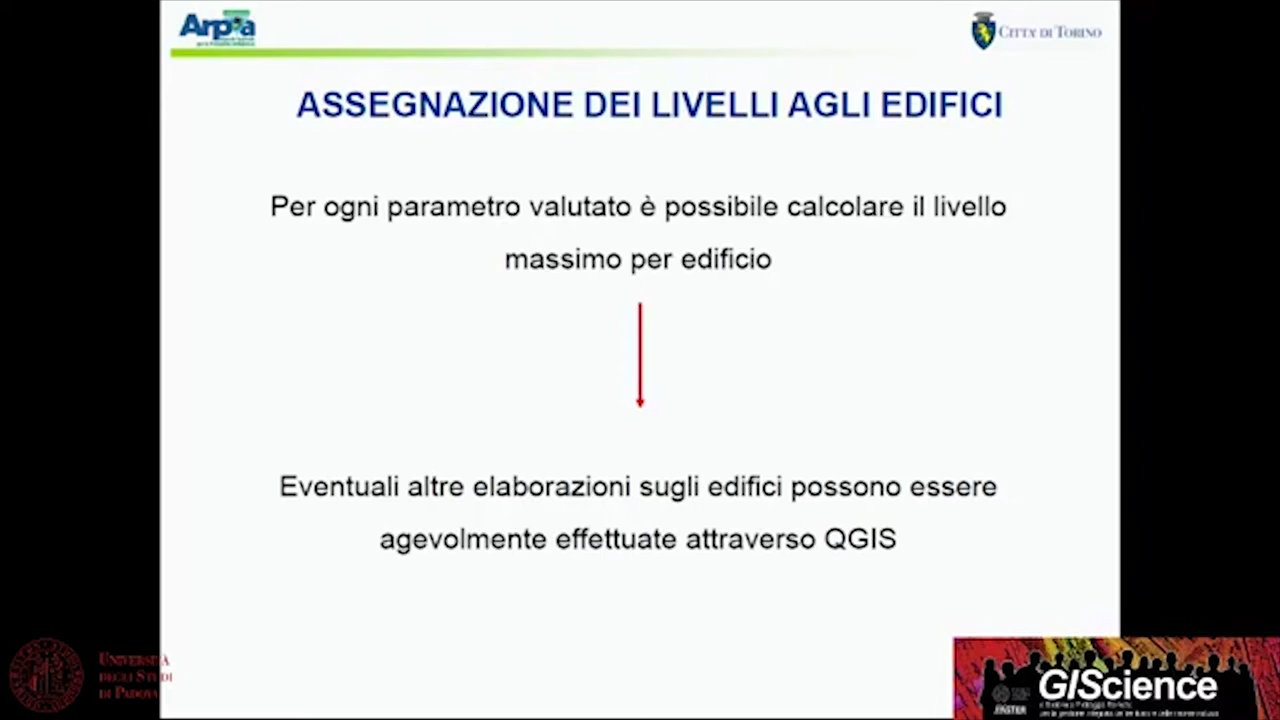 Arpa
CITTA' DI TORINO
ASSEGNAZIONE DEI LIVELLI AGLI EDIFICI
Per ogni parametro valutato è possibile calcolare il livello
massimo per edificio
Eventuali altre elaborazioni sugli edifici possono essere
agevolmente effettuate attraverso QGIS
UNIVERSITÀ
DEGLI STUDI
DI PADOVA
GIScience